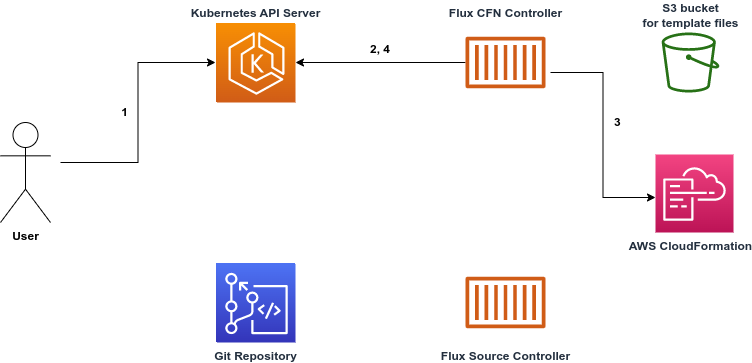 Kubernetes API Server
Flux CFN Controller
S3 bucket
for template files
2, 4
1
3
K
User
AWS CloudFormation
</>
Git Repository
Flux Source Controller